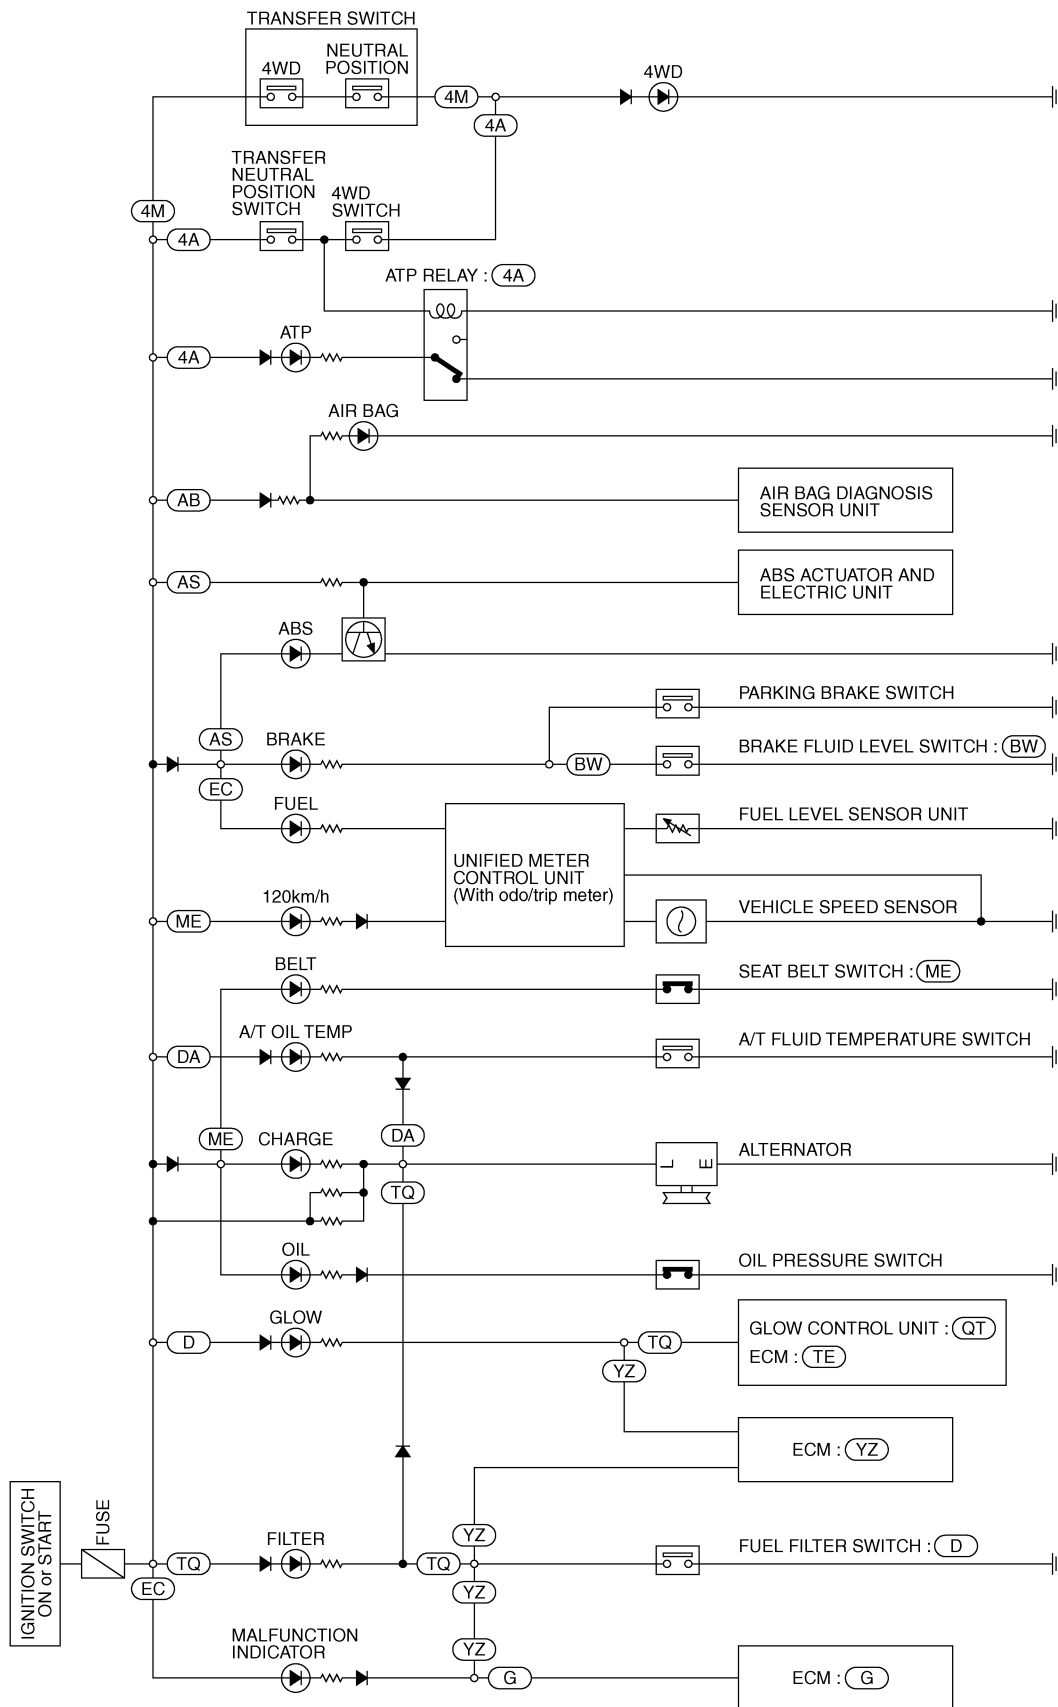 TRANSFER SWITCH
4WD
NEUTRAL
POSITION
4M
4WD
4A
TRANSFER
NEUTRAL
POSITION
SWITCH
4WD
SWITCH
4M
4A
ATP RELAY : 4A
ATP
4A
AIR BAG
AB
AIR BAG DIAGNOSIS
SENSOR UNIT
AS
ABS ACTUATOR AND
ELECTRIC UNIT
ABS
PARKING BRAKE SWITCH
AS
BRAKE
BW
BRAKE FLUID LEVEL SWITCH : BW
EC
FUEL
FUEL LEVEL SENSOR UNIT
UNIFIED METER
CONTROL UNIT
(With odo/trip meter)
ME
120km/h
VEHICLE SPEED SENSOR
BELT
SEAT BELT SWITCH : ME
A/T OIL TEMP
DA
A/T FLUID TEMPERATURE SWITCH
ME
CHARGE
DA
L
E
ALTERNATOR
TQ
OIL
OIL PRESSURE SWITCH
GLOW
D
TQ
YZ
GLOW CONTROL UNIT : QT
ECM : TE
ECM : YZ
IGNITION SWITCH
ON or START
FUSE
TQ
FILTER
TQ
YZ
FUEL FILTER SWITCH : D
EC
YZ
MALFUNCTION
INDICATOR
YZ
G
ECM : G